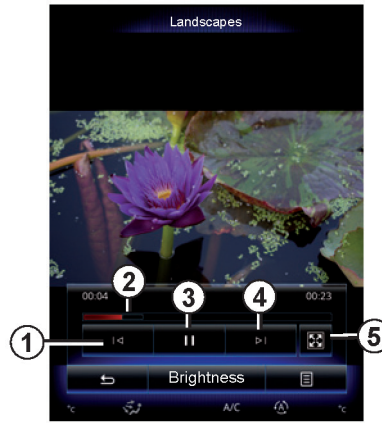 Landscapes
2 3 4
00:04 00:23
1 5
Brightness
°c A/C A °c